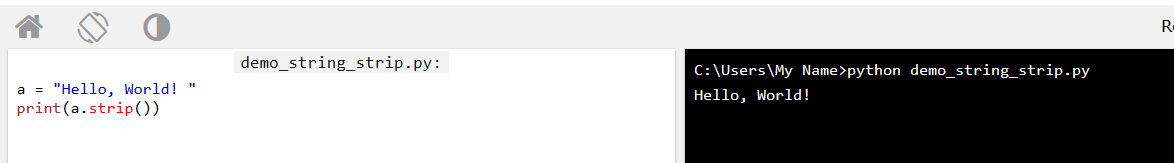 demo_string_strip.py:
a = "Hello, World! "
print(a.strip())
C:\Users\My Name>python demo_string_strip.py
Hello, World!